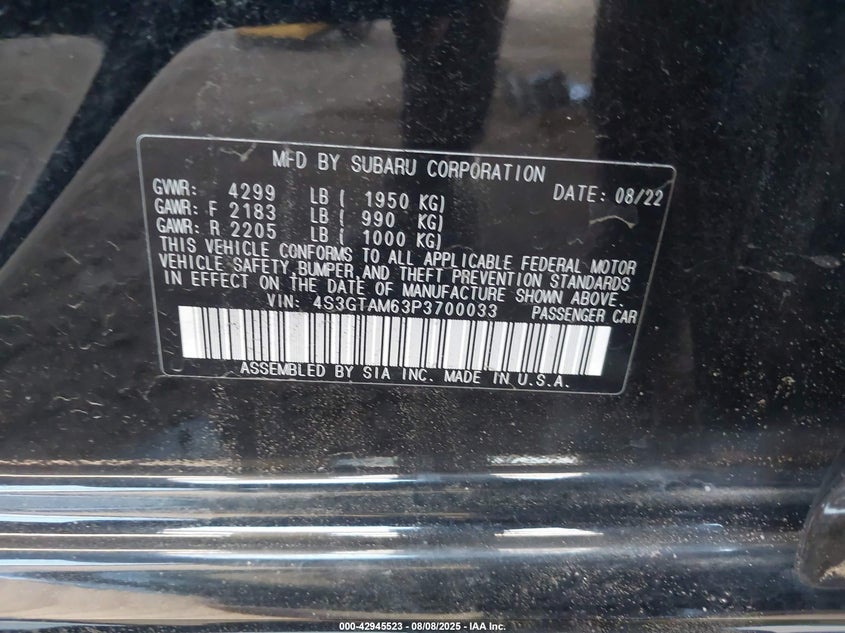 MFD BY SUBARU CORPORATION
GVWR: 4299 LB ( 1950 KG) DATE: 08/22
GAWR: F 2183 LB ( 990 KG)
GAWR: R 2205 LB ( 1000 KG)
THIS VEHICLE CONFORMS TO ALL APPLICABLE FEDERAL MOTOR
VEHICLE SAFETY,BUMPER,AND THEFT PREVENTION STANDARDS
IN EFFECT ON THE DATE OF MANUFACTURE SHOWN ABOVE.
VIN: 4S3GTAM63P3700033 PASSENGER CAR
ASSEMBLED BY SIA INC. MADE IN U.S.A.
000-42945523 - 08/08/2025 - IAA Inc.